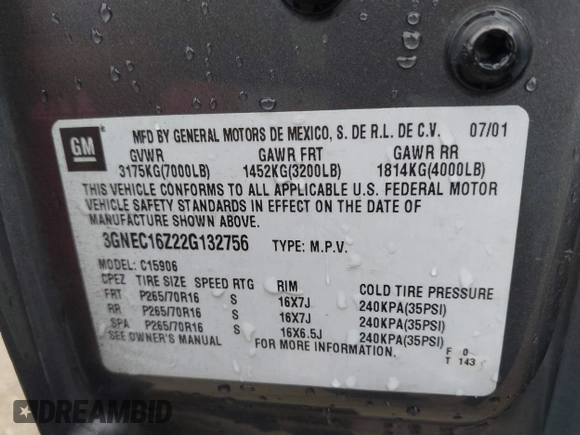 GM
MFD BY GENERAL MOTORS DE MEXICO, S. DE R.L. DE C.V. 07/01
GVWR GAWR FRT GAWR RR
3175KG(7000LB) 1452KG(3200LB) 1814KG(4000LB)
THIS VEHICLE CONFORMS TO ALL APPLICABLE U.S. FEDERAL MOTOR
VEHICLE SAFETY STANDARDS IN EFFECT ON THE DATE OF
MANUFACTURE SHOWN ABOVE.
3GNEC16Z22G132756 TYPE: M.P.V.
MODEL: C15906
CPEZ TIRE SIZE SPEED RTG RIM COLD TIRE PRESSURE
FRT P265/70R16 S 16X7J 240KPA(35PSI)
RR P265/70R16 S 16X7J 240KPA(35PSI)
SPA P265/70R16 S 16X6.5J 240KPA(35PSI)
SEE OWNER'S MANUAL FOR MORE INFORMATION. F 0
T 143
DREAMBID